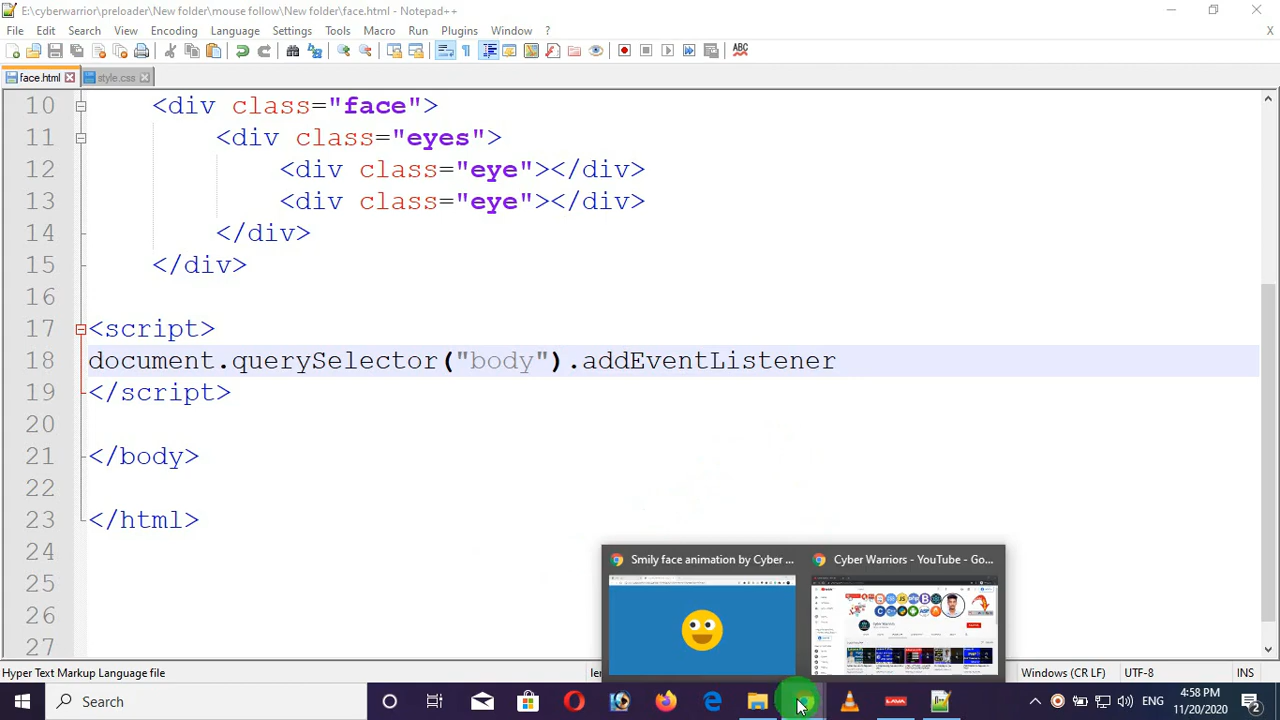 E:\cyberwarrior\preloader\New folder\mouse follow\New folder\face.html - Notepad++
File Edit Search View Encoding Language Settings Tools Macro Run Plugins Window ?
X
face.html style.css
10 <div class="face">
11 <div class="eyes">
12 <div class="eye"></div>
13 <div class="eye"></div>
14 </div>
15 </div>
16
17 <script>
18 document.querySelector("body").addEventListener
19 </script>
20
21 </body>
22
23 </html>
24
25
26
27
Smily face animation by Cyber ...
Cyber Warriors - YouTube - Go...
Hyper Text Markup Language file
Windows (CR LF) UTF-8 INS
Search
LAVA
ENG
4:58 PM
11/20/2020
2